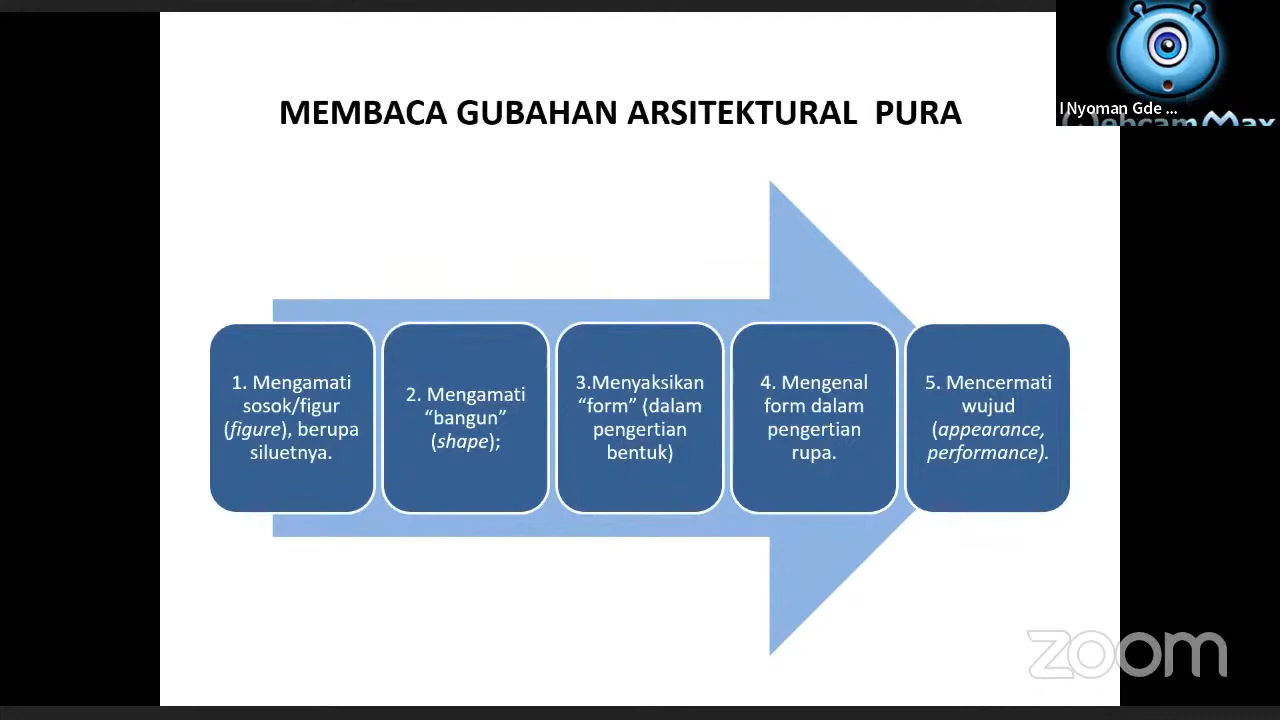 MEMBACA GUBAHAN ARSITEKTURAL PURA
I Nyoman Gde ...
WebcamMax
1. Mengamati
sosok/figur
(figure), berupa
siluetnya.
2. Mengamati
“bangun”
(shape);
3.Menyaksikan
“form” (dalam
pengertian
bentuk)
4. Mengenal
form dalam
pengertian
rupa.
5. Mencermati
wujud
(appearance,
performance).
zoom